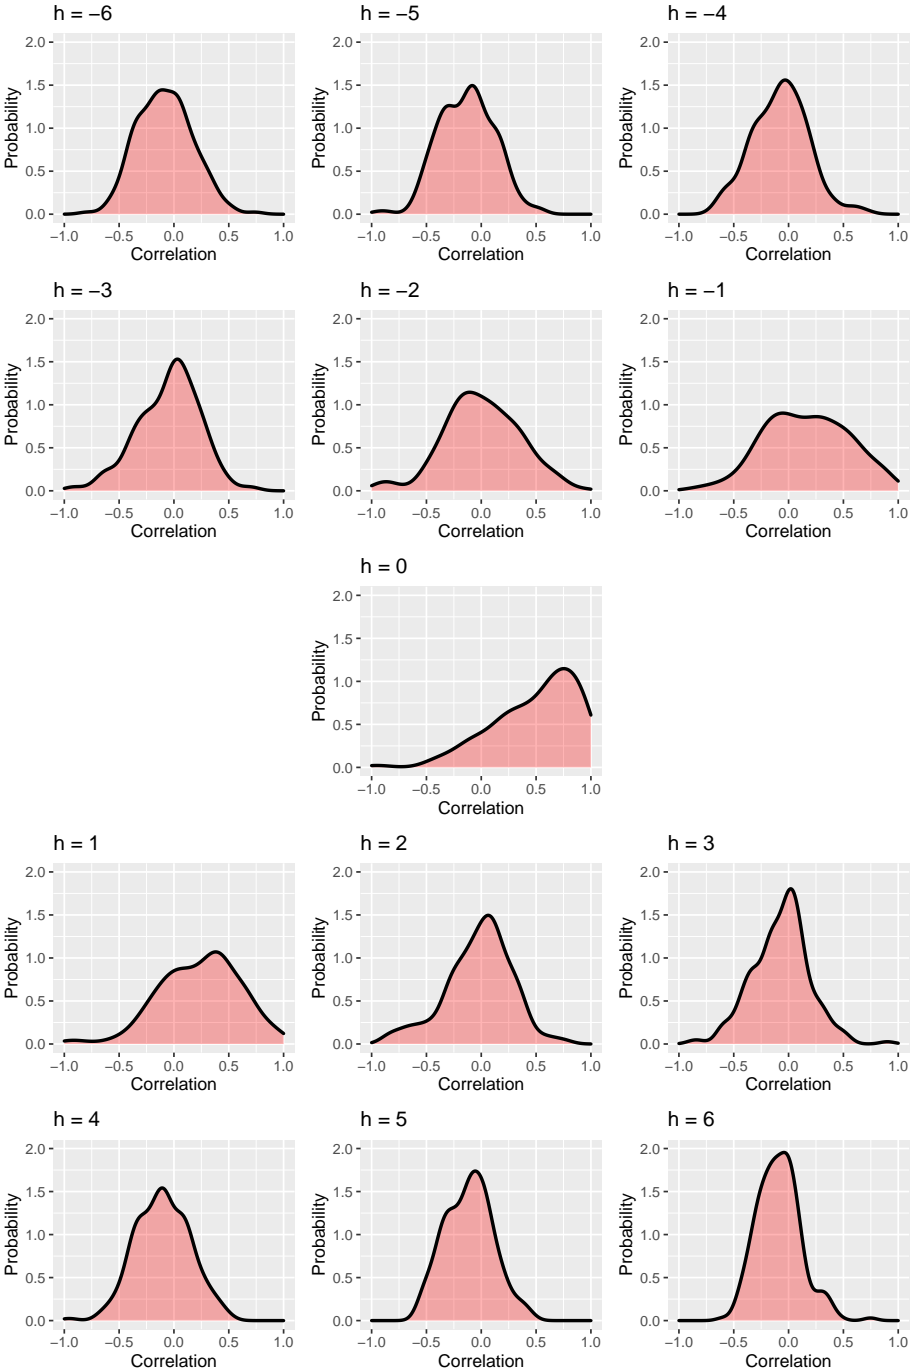 h = −6 h = −5 h = −4
2.0 2.0 2.0
1.5 1.5 1.5
Probability Probability Probability
1.0 1.0 1.0
0.5 0.5 0.5
0.0 0.0 0.0
−1.0 −0.5 0.0 0.5 1.0 −1.0 −0.5 0.0 0.5 1.0 −1.0 −0.5 0.0 0.5 1.0
Correlation Correlation Correlation
h = −3 h = −2 h = −1
2.0 2.0 2.0
1.5 1.5 1.5
Probability Probability Probability
1.0 1.0 1.0
0.5 0.5 0.5
0.0 0.0 0.0
−1.0 −0.5 0.0 0.5 1.0 −1.0 −0.5 0.0 0.5 1.0 −1.0 −0.5 0.0 0.5 1.0
Correlation Correlation Correlation
h = 0
2.0
1.5
Probability
1.0
0.5
0.0
−1.0 −0.5 0.0 0.5 1.0
Correlation
h = 1 h = 2 h = 3
2.0 2.0 2.0
1.5 1.5 1.5
Probability Probability Probability
1.0 1.0 1.0
0.5 0.5 0.5
0.0 0.0 0.0
−1.0 −0.5 0.0 0.5 1.0 −1.0 −0.5 0.0 0.5 1.0 −1.0 −0.5 0.0 0.5 1.0
Correlation Correlation Correlation
h = 4 h = 5 h = 6
2.0 2.0 2.0
1.5 1.5 1.5
Probability Probability Probability
1.0 1.0 1.0
0.5 0.5 0.5
0.0 0.0 0.0
−1.0 −0.5 0.0 0.5 1.0 −1.0 −0.5 0.0 0.5 1.0 −1.0 −0.5 0.0 0.5 1.0
Correlation Correlation Correlation